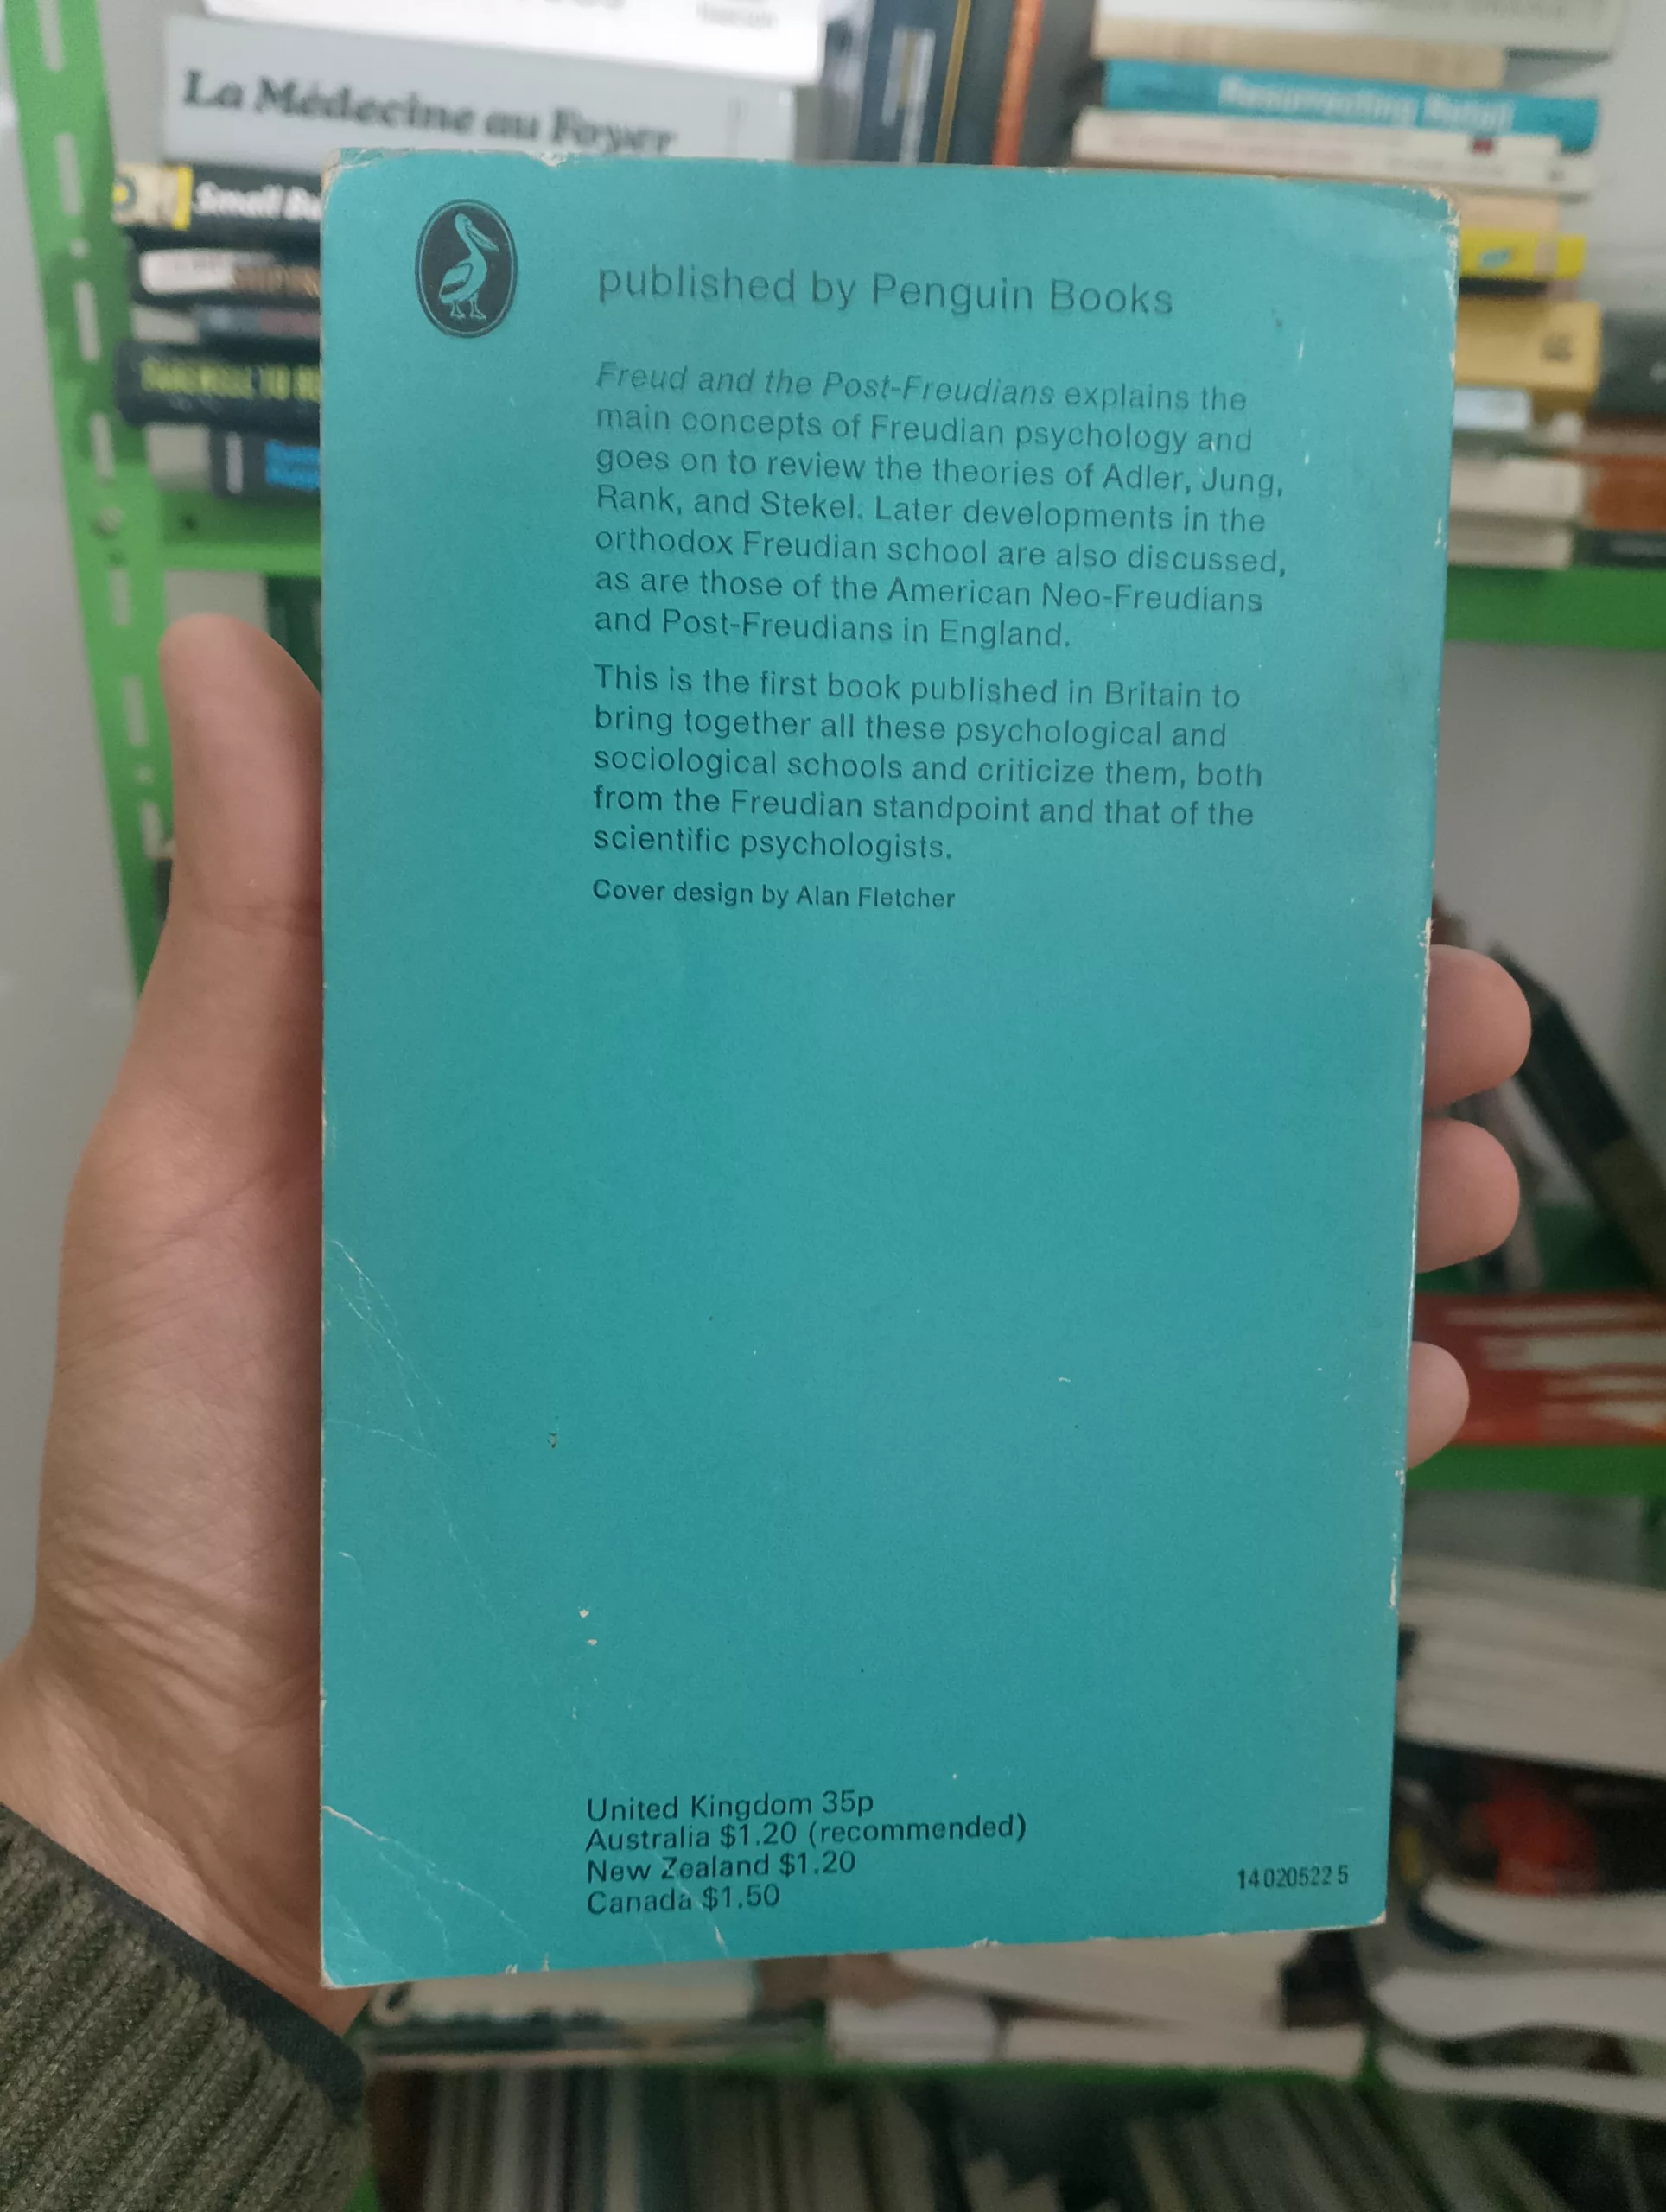 La Médecine au Foyer
Resurrecting Retail
Small
published by Penguin Books
Freud and the Post-Freudians explains the
main concepts of Freudian psychology and
goes on to review the theories of Adler, Jung,
Rank, and Stekel. Later developments in the
orthodox Freudian school are also discussed,
as are those of the American Neo-Freudians
and Post-Freudians in England.
This is the first book published in Britain to
bring together all these psychological and
sociological schools and criticize them, both
from the Freudian standpoint and that of the
scientific psychologists.
Cover design by Alan Fletcher
United Kingdom 35p
Australia $1.20 (recommended)
New Zealand $1.20
Canada $1.50
14 020522 5